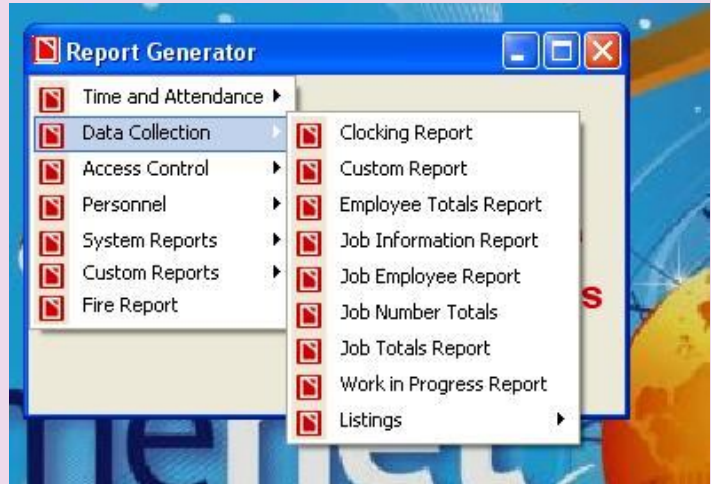 Report Generator
Time and Attendance
Data Collection
Access Control
Personnel
System Reports
Custom Reports
Fire Report
Clocking Report
Custom Report
Employee Totals Report
Job Information Report
Job Employee Report
Job Number Totals
Job Totals Report
Work in Progress Report
Listings